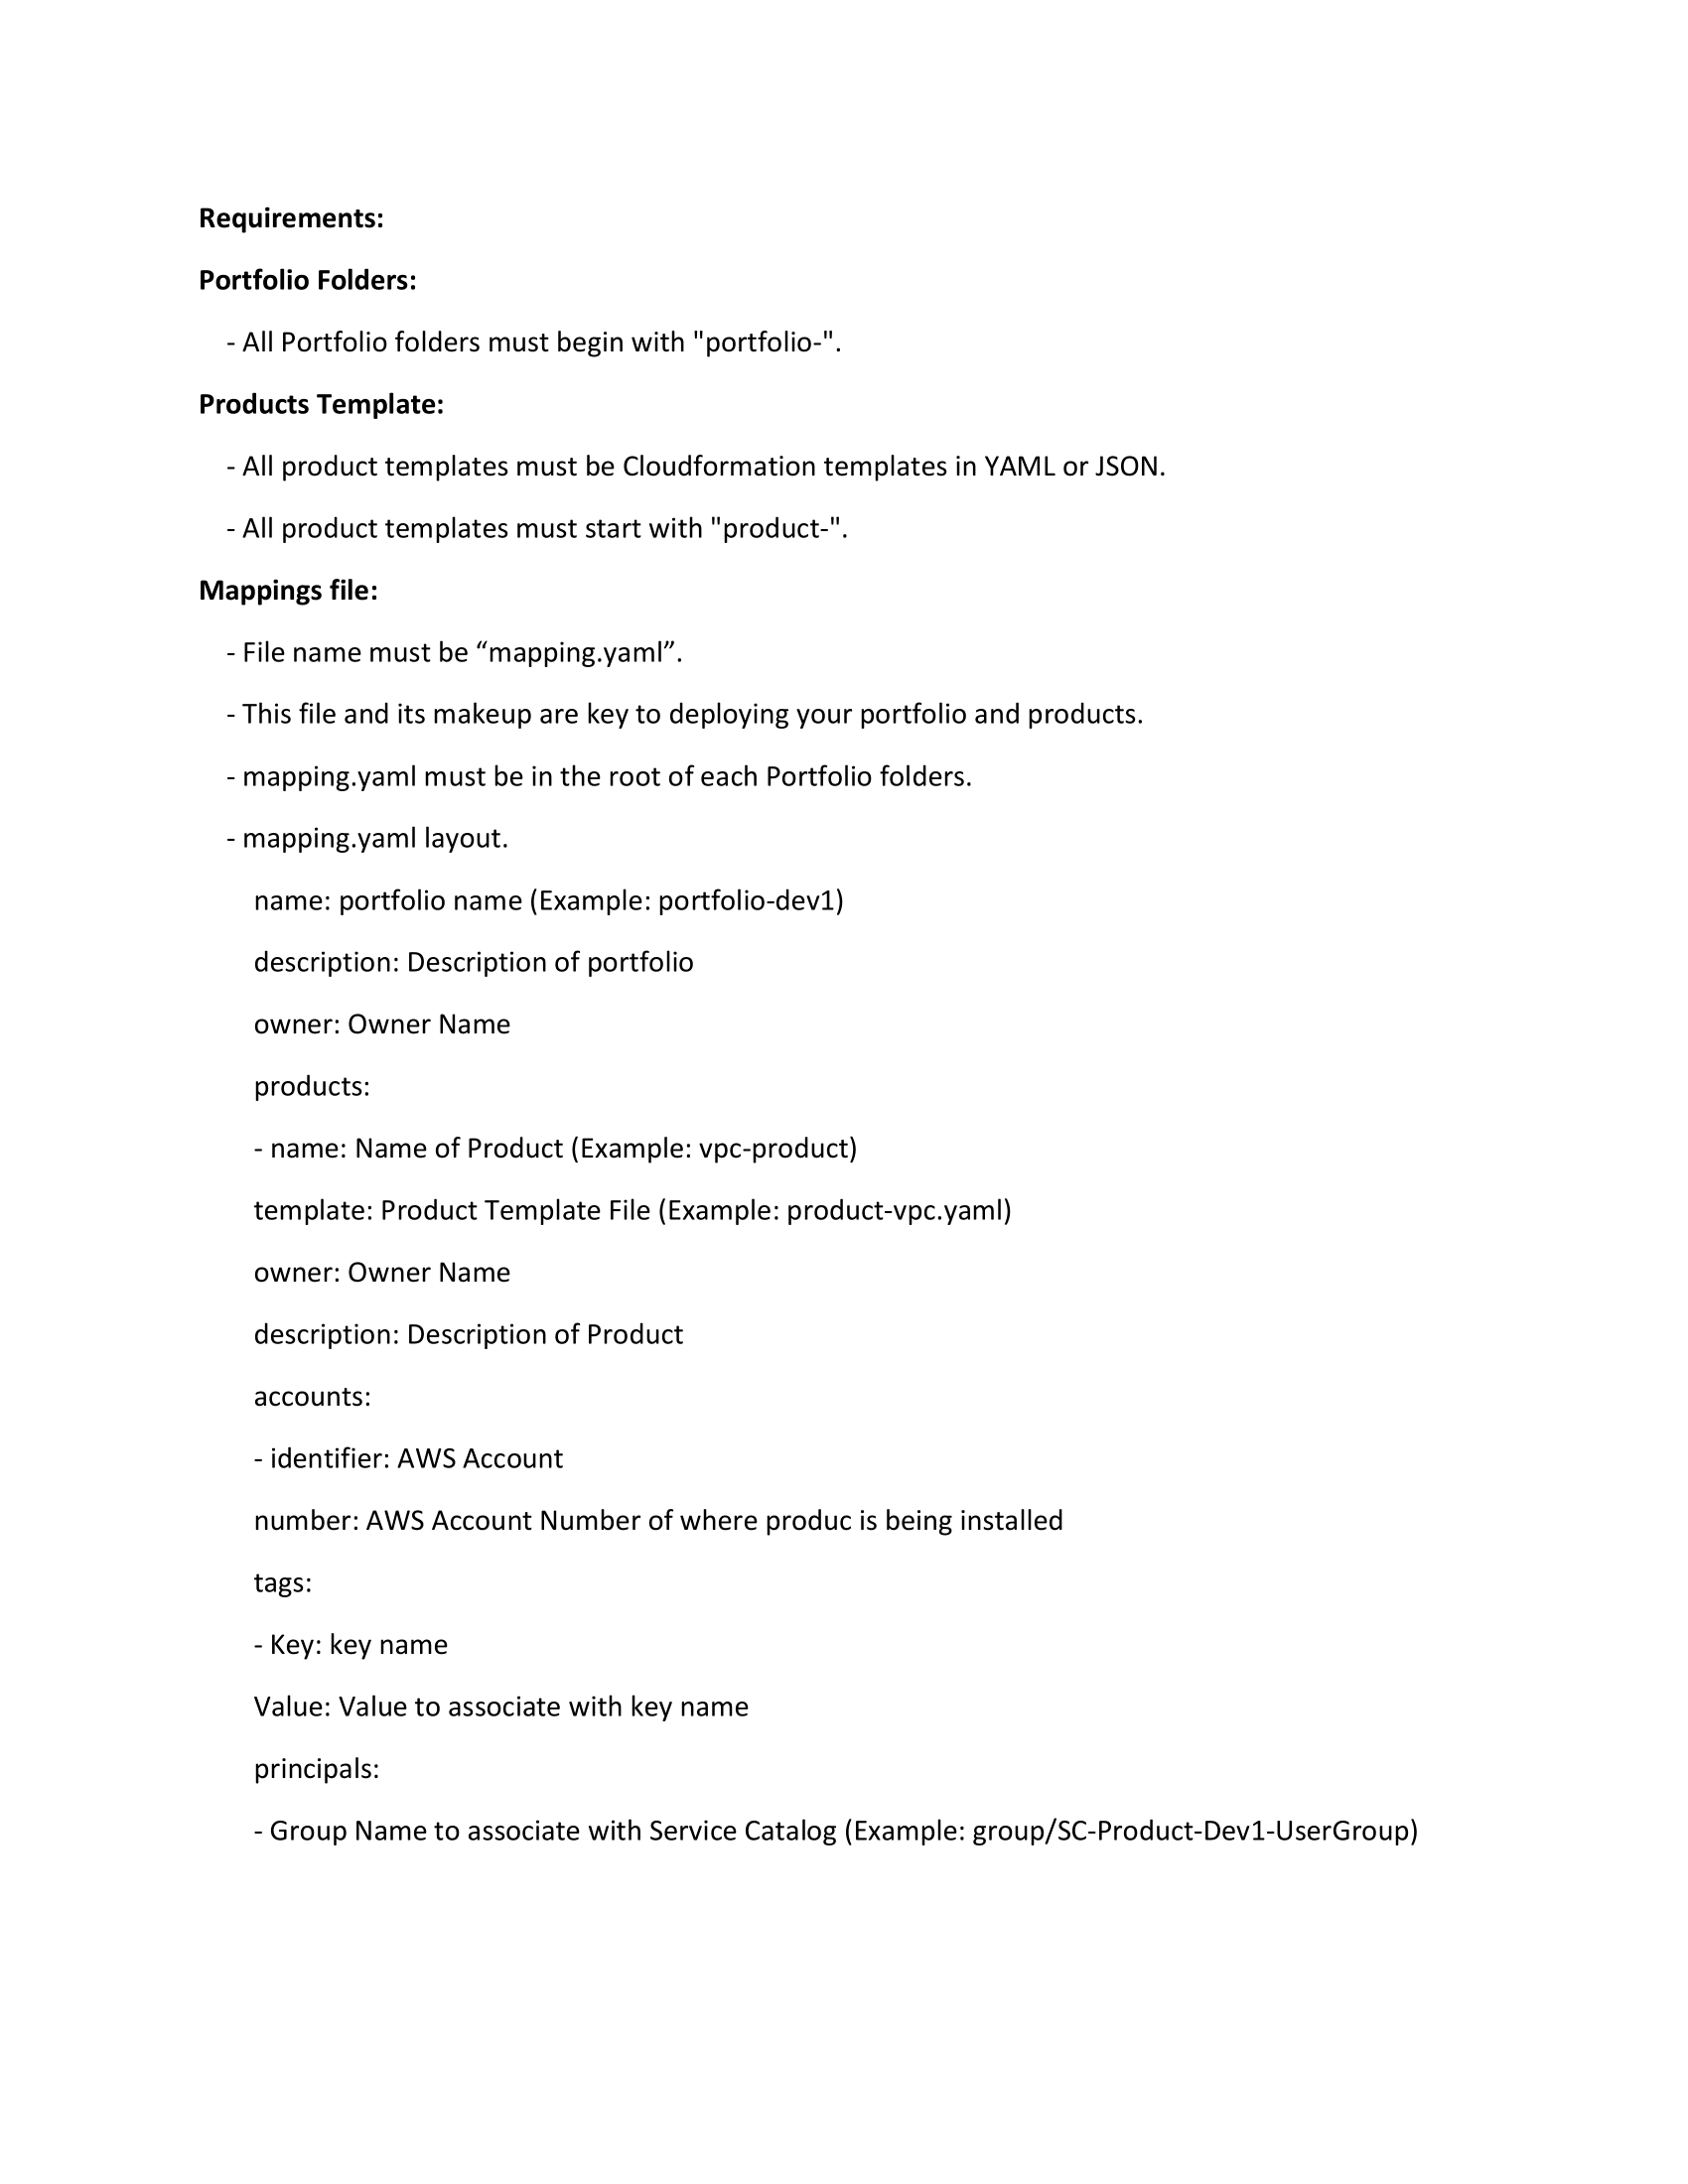 Requirements:
Portfolio Folders:
- All Portfolio folders must begin with "portfolio-".
Products Template:
- All product templates must be Cloudformation templates in YAML or JSON.
- All product templates must start with "product-".
Mappings file:
- File name must be “mapping.yaml”.
- This file and its makeup are key to deploying your portfolio and products.
- mapping.yaml must be in the root of each Portfolio folders.
- mapping.yaml layout.
name: portfolio name (Example: portfolio-dev1)
description: Description of portfolio
owner: Owner Name
products:
- name: Name of Product (Example: vpc-product)
template: Product Template File (Example: product-vpc.yaml)
owner: Owner Name
description: Description of Product
accounts:
- identifier: AWS Account
number: AWS Account Number of where produc is being installed
tags:
- Key: key name
Value: Value to associate with key name
principals:
- Group Name to associate with Service Catalog (Example: group/SC-Product-Dev1-UserGroup)